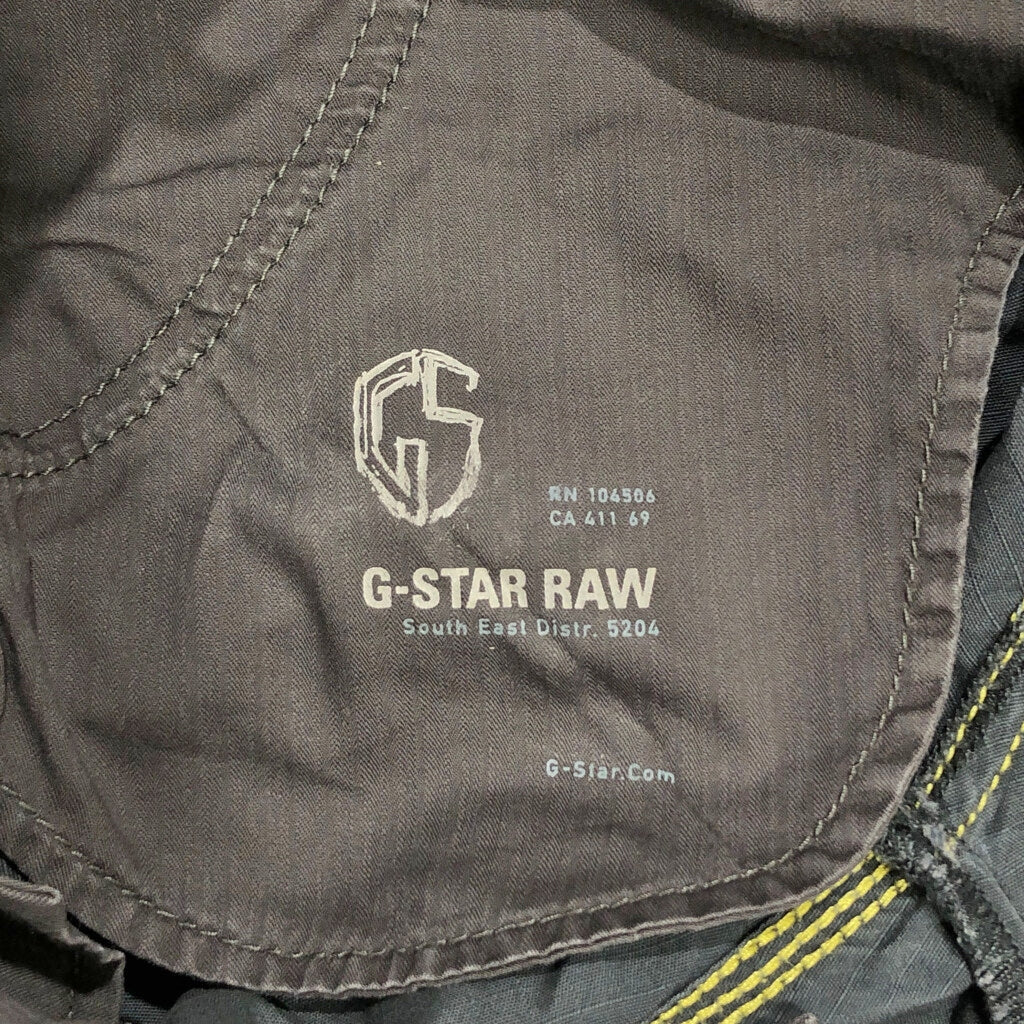 GS
RN 104506
CA 411 69
G-STAR RAW
South East Distr. 5204
G-Star.Com